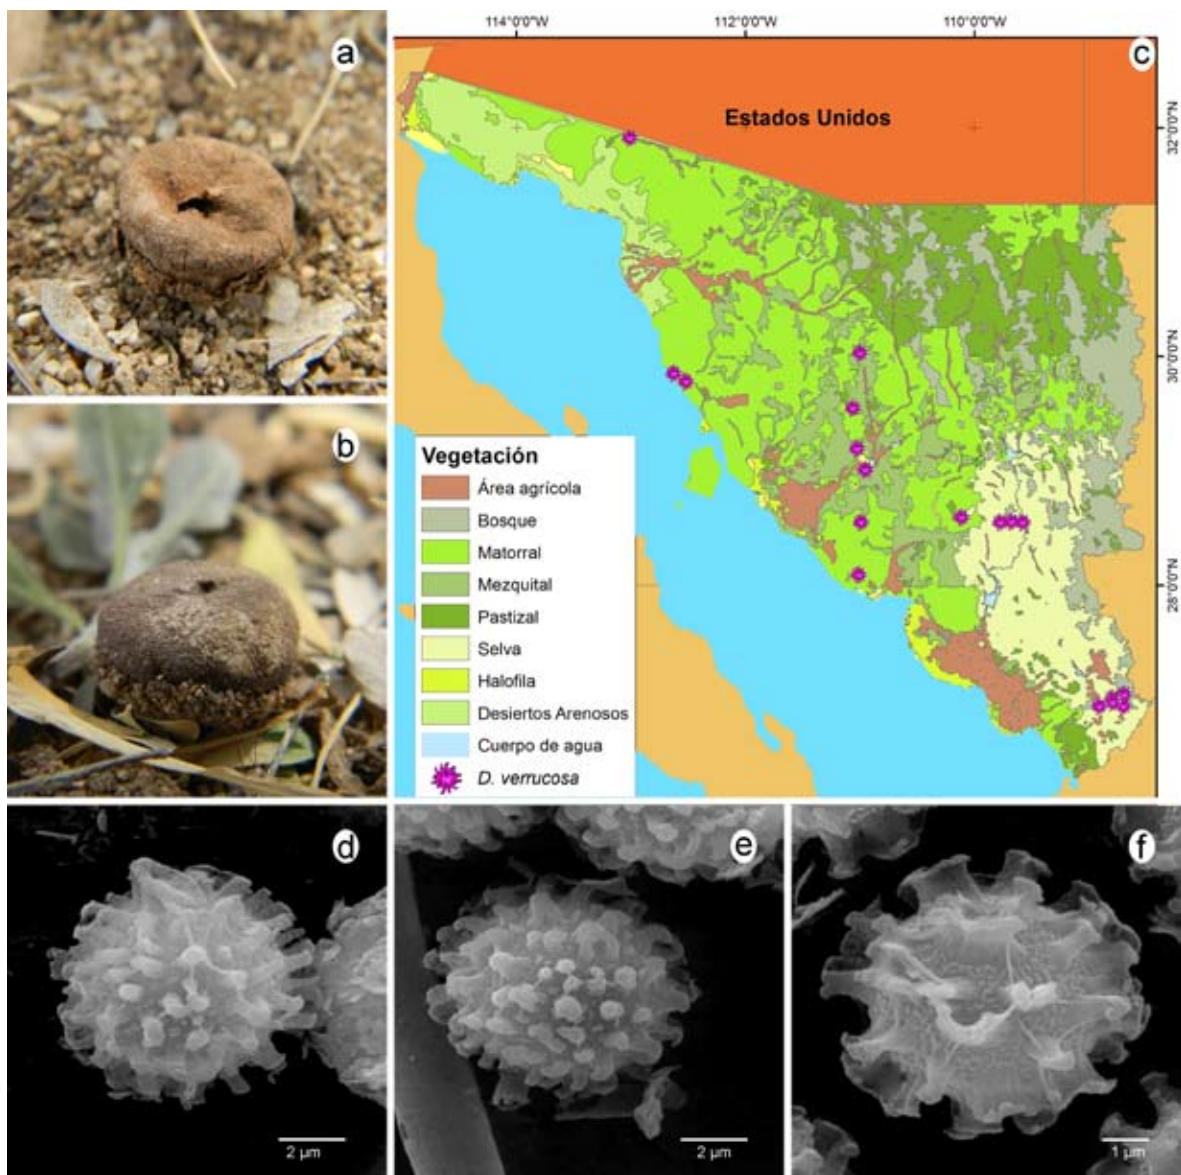 114°0'0"W 112°0'0"W 110°0'0"W
a
c
Estados Unidos
32°0'0"N
30°0'0"N
28°0'0"N
b
Vegetación
Área agrícola
Bosque
Matorral
Mezquital
Pastizal
Selva
Halofila
Desiertos Arenosos
Cuerpo de agua
D. verrucosa
d
e
f
2 µm
2 µm
1 µm